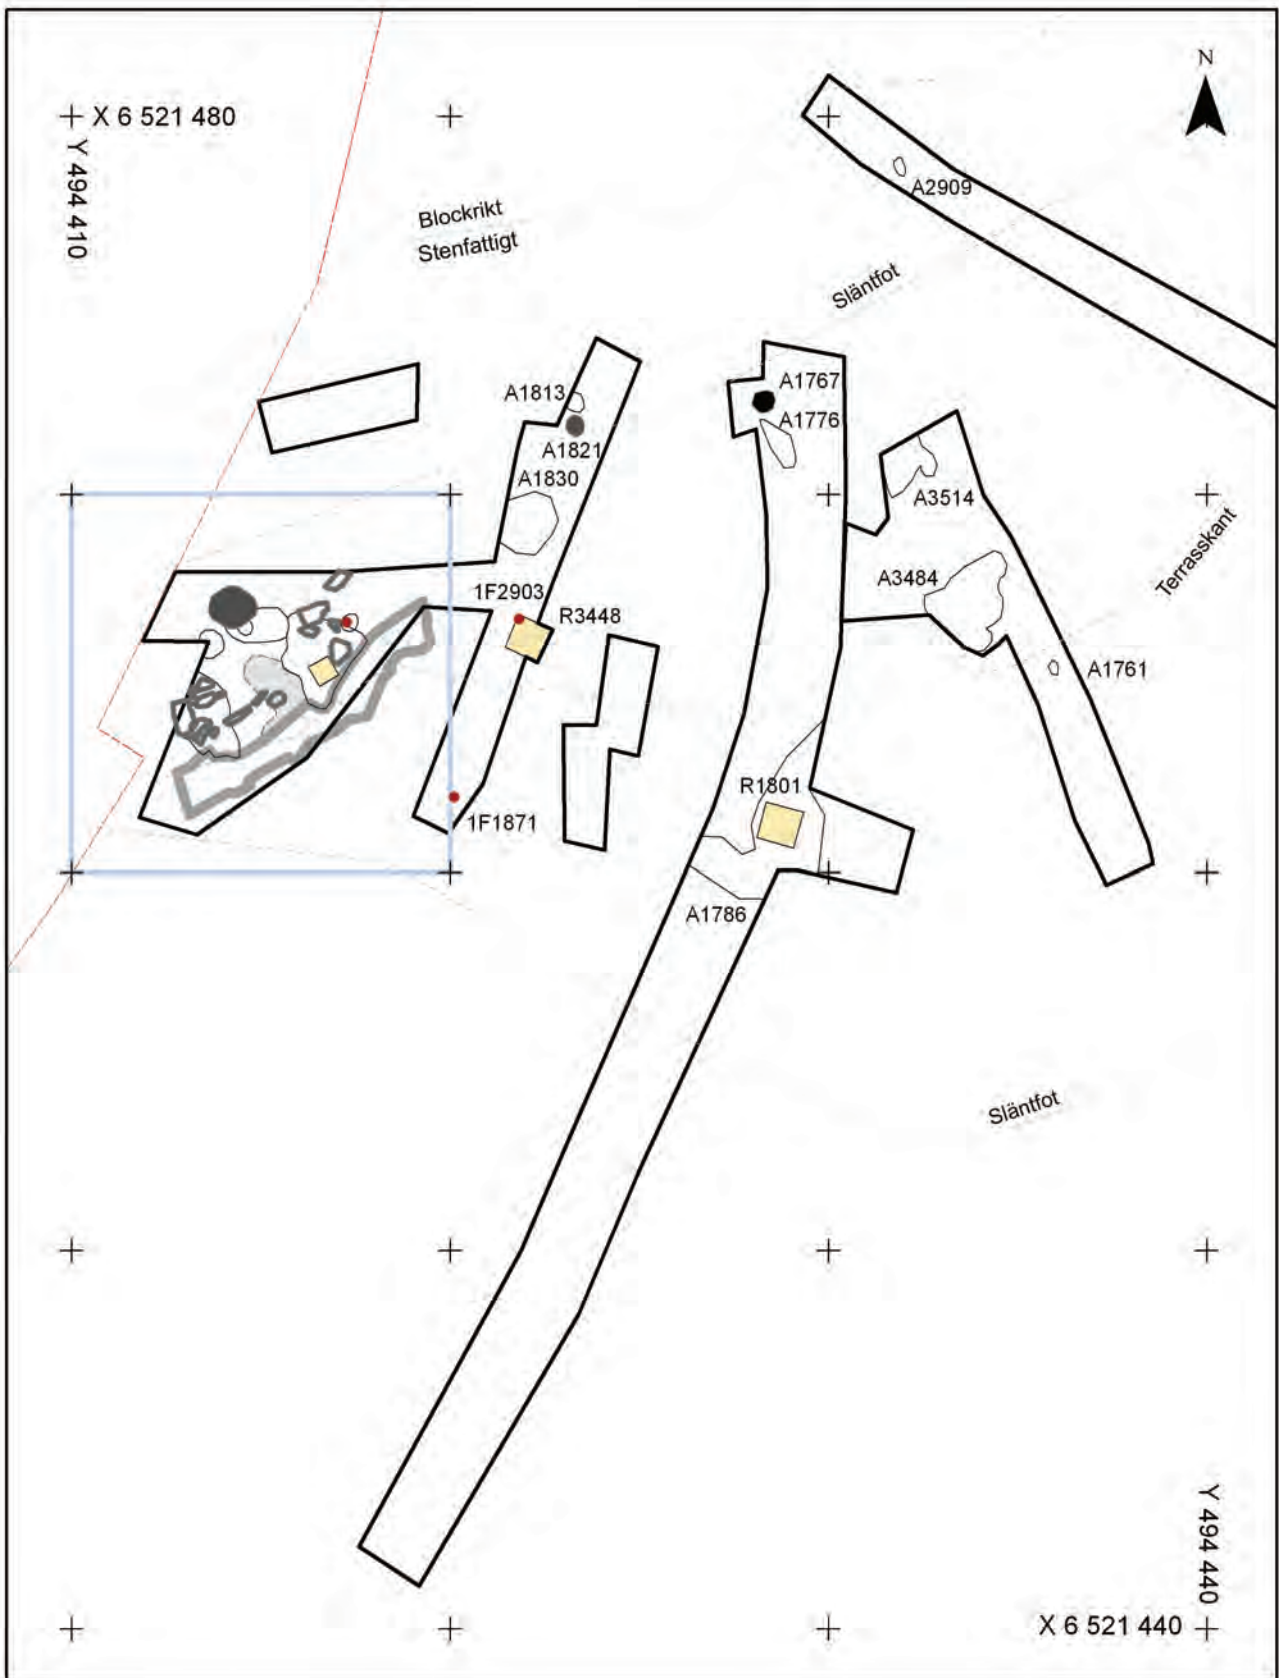 N
X 6 521 480
Y 494 410
A2909
Blockrikt
Stenfattigt
Släntfot
A1813
A1767
A1776
A1821
A1830
A3514
Terrasskant
A3484
1F2903
R3448
A1761
R1801
1F1871
A1786
Släntfot
Y 494 440
X 6 521 440